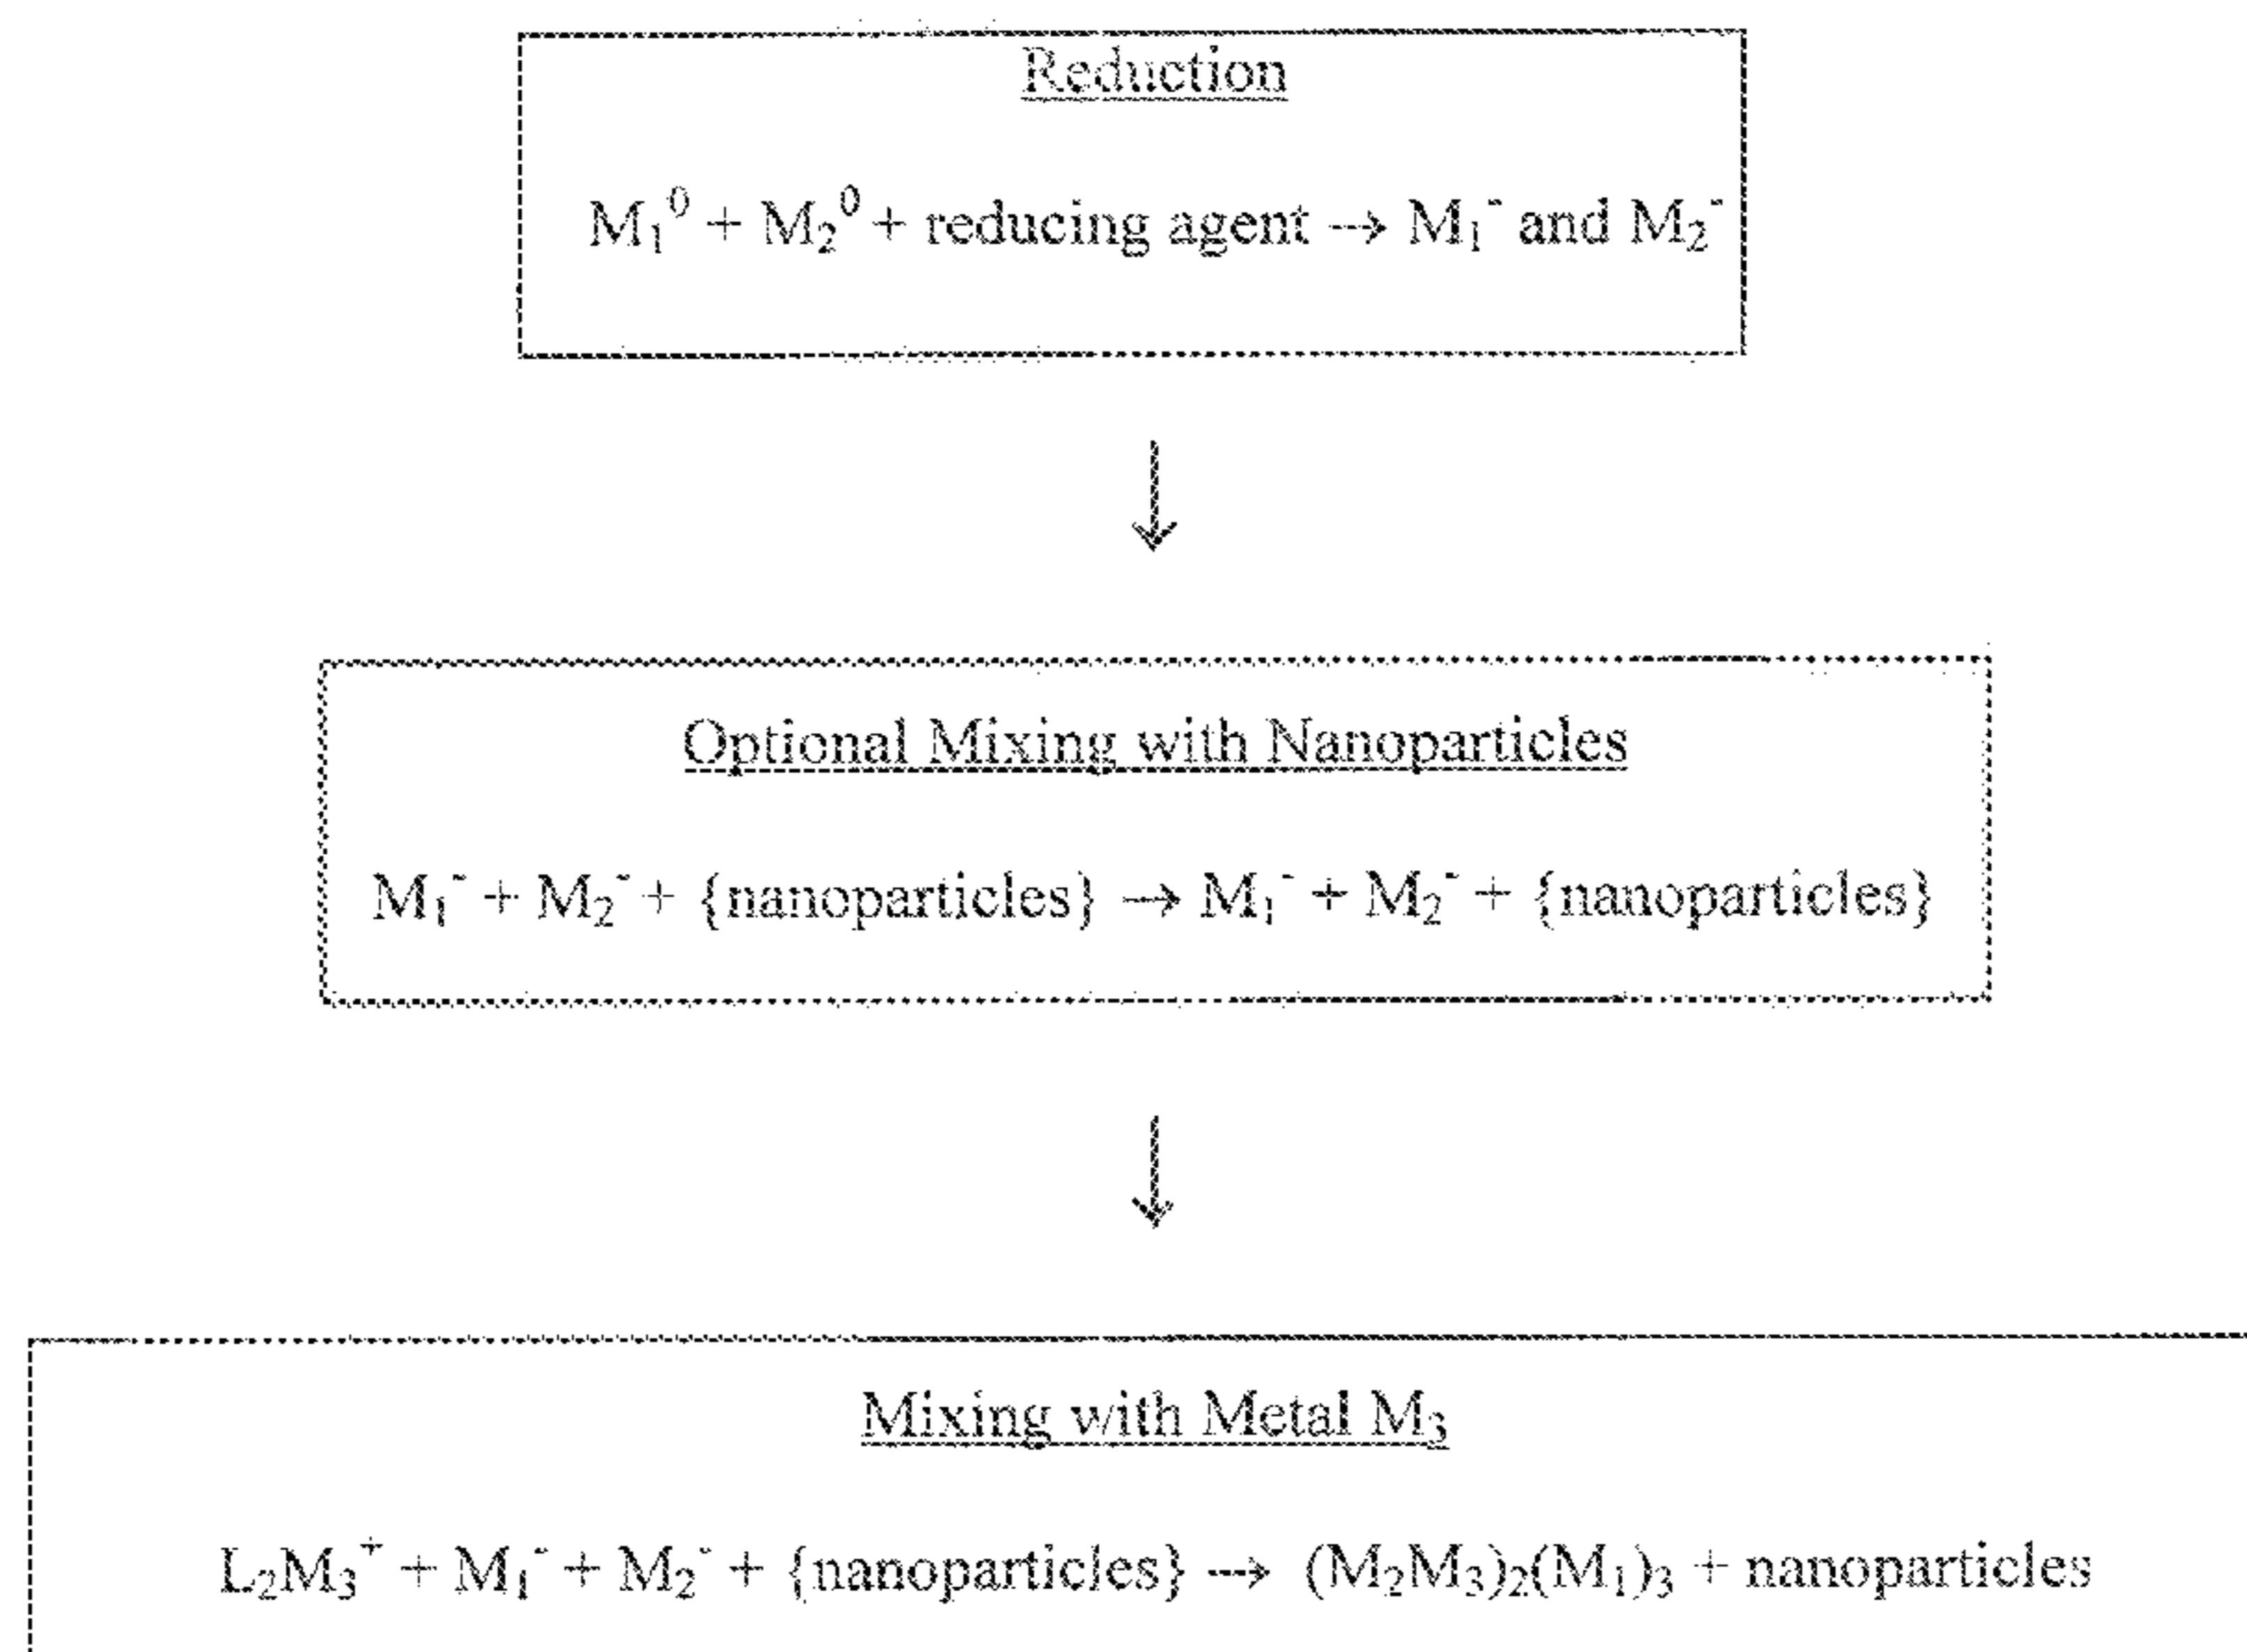 Reduction
M₁⁰ + M₂⁰ + reducing agent → M₁⁻ and M₂⁻
Optional Mixing with Nanoparticles
M₁⁻ + M₂⁻ + {nanoparticles} → M₁⁻ + M₂⁻ + {nanoparticles}
Mixing with Metal M₃
L₂M₃⁺ + M₁⁻ + M₂⁻ + {nanoparticles} → (M₂M₃)₂(M₁)₃ + nanoparticles